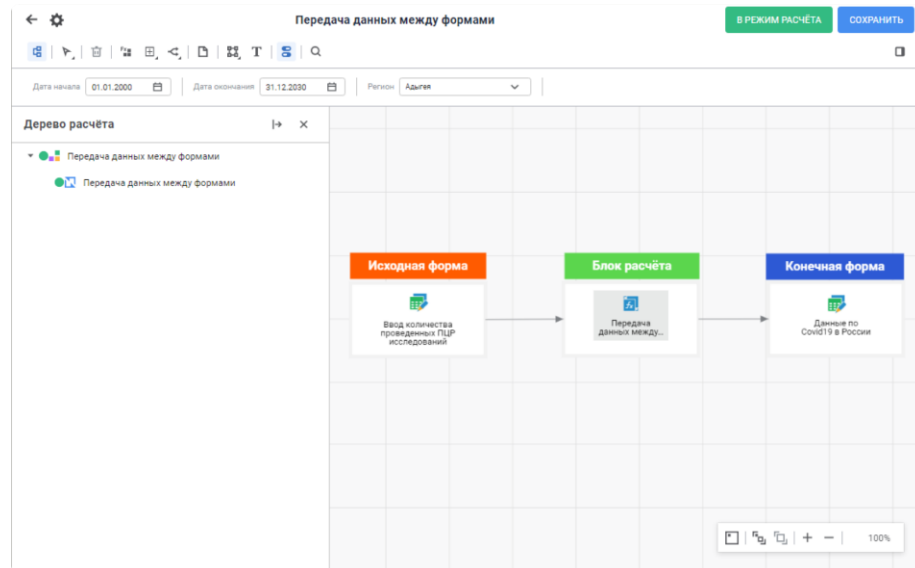 Передача данных между формами
В РЕЖИМ РАСЧЁТА
СОХРАНИТЬ
Дата начала 01.01.2000 Дата окончания 31.12.2030 Регион Адыгея
Дерево расчёта
Передача данных между формами
Передача данных между формами
Исходная форма
Ввод количества
проведенных ПЦР
исследований
Блок расчёта
Передача
данных между...
Конечная форма
Данные по
Covid19 в России
100%